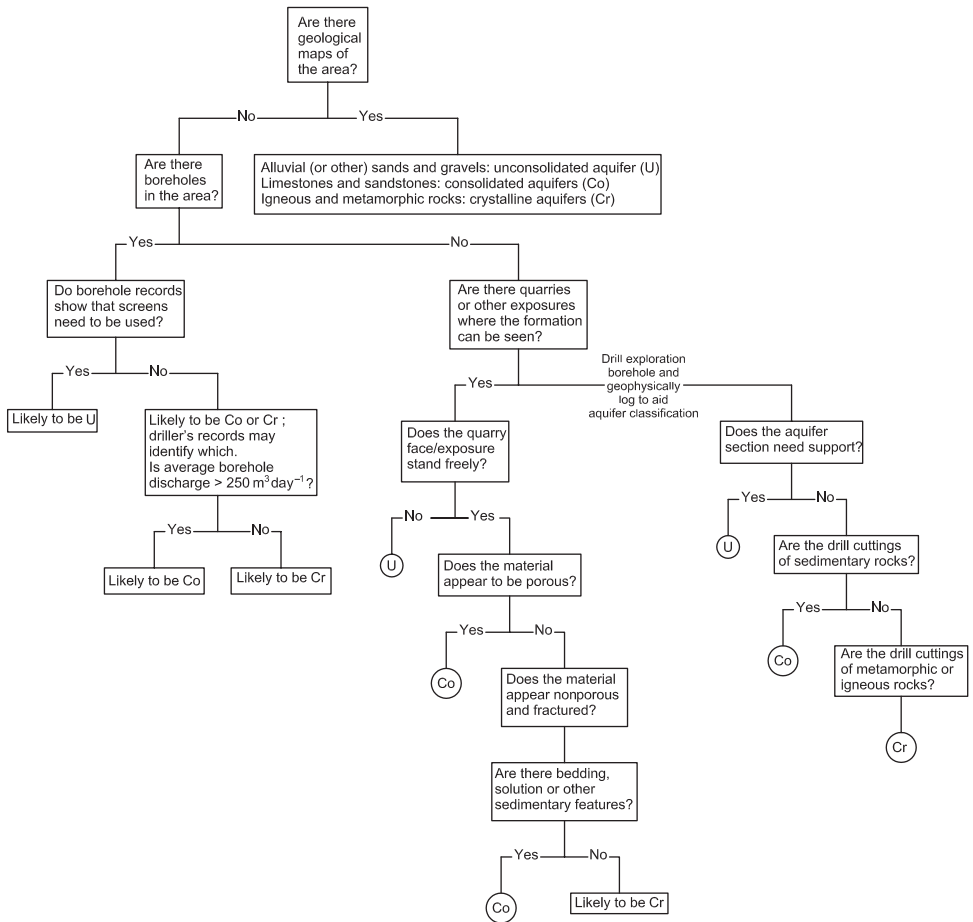 Are there
geological
maps of
the area?
No
Yes
Are there
boreholes
in the area?
Alluvial (or other) sands and gravels: unconsolidated aquifer (U)
Limestones and sandstones: consolidated aquifers (Co)
Igneous and metamorphic rocks: crystalline aquifers (Cr)
Yes
No
Do borehole records
show that screens
need to be used?
Are there quarries
or other exposures
where the formation
can be seen?
Yes
No
Yes
Drill exploration
borehole and
geophysically
log to aid
aquifer classification
Likely to be U
Likely to be Co or Cr ;
driller's records may
identify which.
Is average borehole
discharge > 250 m³ day⁻¹ ?
Does the quarry
face/exposure
stand freely?
Does the aquifer
section need support?
Yes
No
No
Yes
Yes
No
Likely to be Co
Likely to be Cr
U
Does the material
appear to be porous?
U
Are the drill cuttings
of sedimentary rocks?
Yes
No
Yes
No
Co
Does the material
appear nonporous
and fractured?
Co
Are the drill cuttings
of metamorphic or
igneous rocks?
Cr
Are there bedding,
solution or other
sedimentary features?
Yes
No
Co
Likely to be Cr